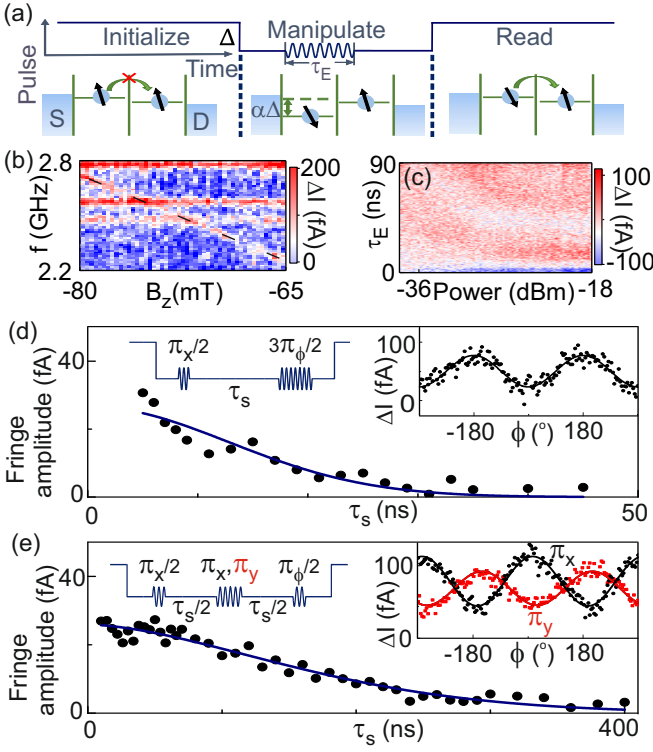 (a)
Initialize Δ Manipulate Read
Pulse Time τE
S D αΔ
(b)
2.8
f (GHz)
2.2
-80 Bz(mT) -65
200
ΔI (fA)
0
(c)
90
τE (ns)
0
-36 Power (dBm) -18
100
ΔI (fA)
-100
(d)
40
Fringe
amplitude (fA)
0
0 τs (ns) 50
πx/2 3πϕ/2
τs
100
ΔI (fA)
0
-180 ϕ (°) 180
(e)
40
Fringe
amplitude (fA)
0
0 τs (ns) 400
πx/2 πx, πy πϕ/2
τs/2 τs/2
100
ΔI (fA)
0
πx
πy
-180 ϕ (°) 180